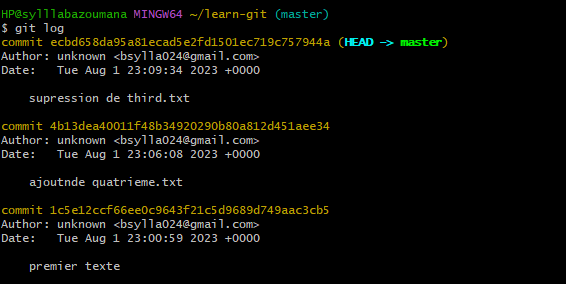 HP@sylllabazoumana MINGW64 ~/learn-git (master)
$ git log
commit ecbd658da95a81ecad5e2fd1501ec719c757944a (HEAD -> master)
Author: unknown <bsylla024@gmail.com>
Date:   Tue Aug 1 23:09:34 2023 +0000
supression de third.txt
commit 4b13dea40011f48b34920290b80a812d451aee34
Author: unknown <bsylla024@gmail.com>
Date:   Tue Aug 1 23:06:08 2023 +0000
ajoutnde quatrieme.txt
commit 1c5e12ccf66ee0c9643f21c5d9689d749aac3cb5
Author: unknown <bsylla024@gmail.com>
Date:   Tue Aug 1 23:00:59 2023 +0000
premier texte